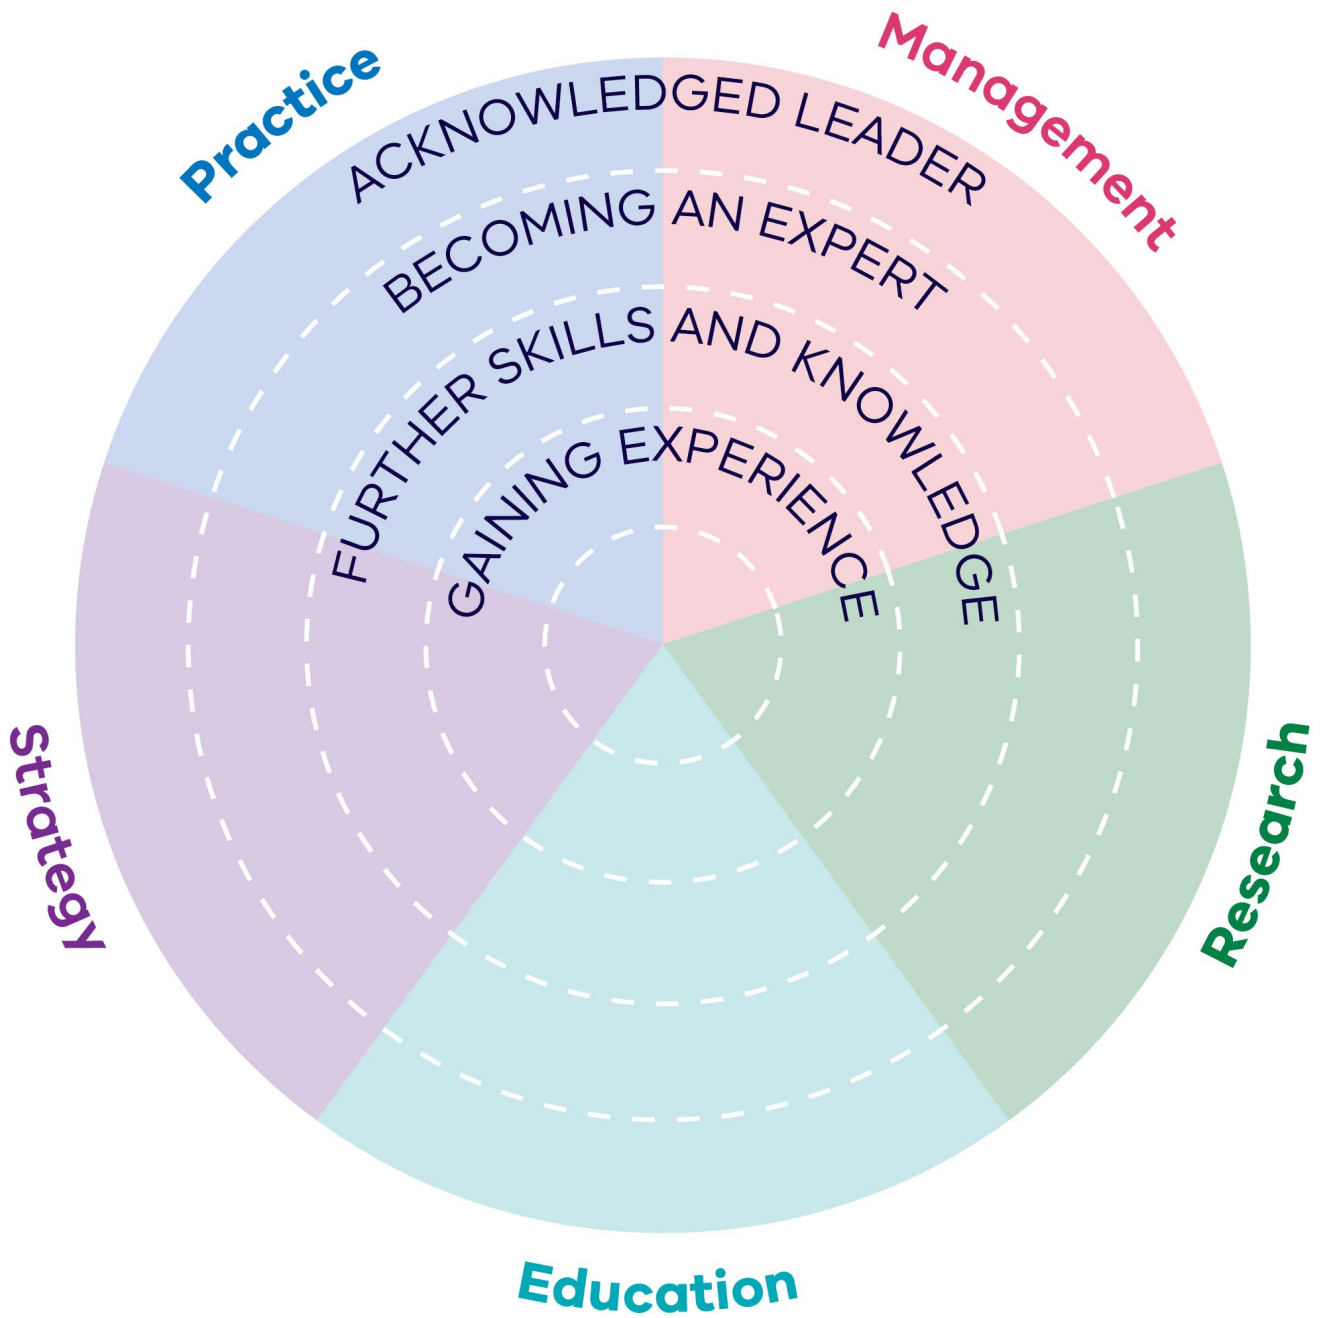 Practice
Management
ACKNOWLEDGED LEADER
BECOMING AN EXPERT
FURTHER SKILLS AND KNOWLEDGE
GAINING EXPERIENCE
Strategy
Research
Education